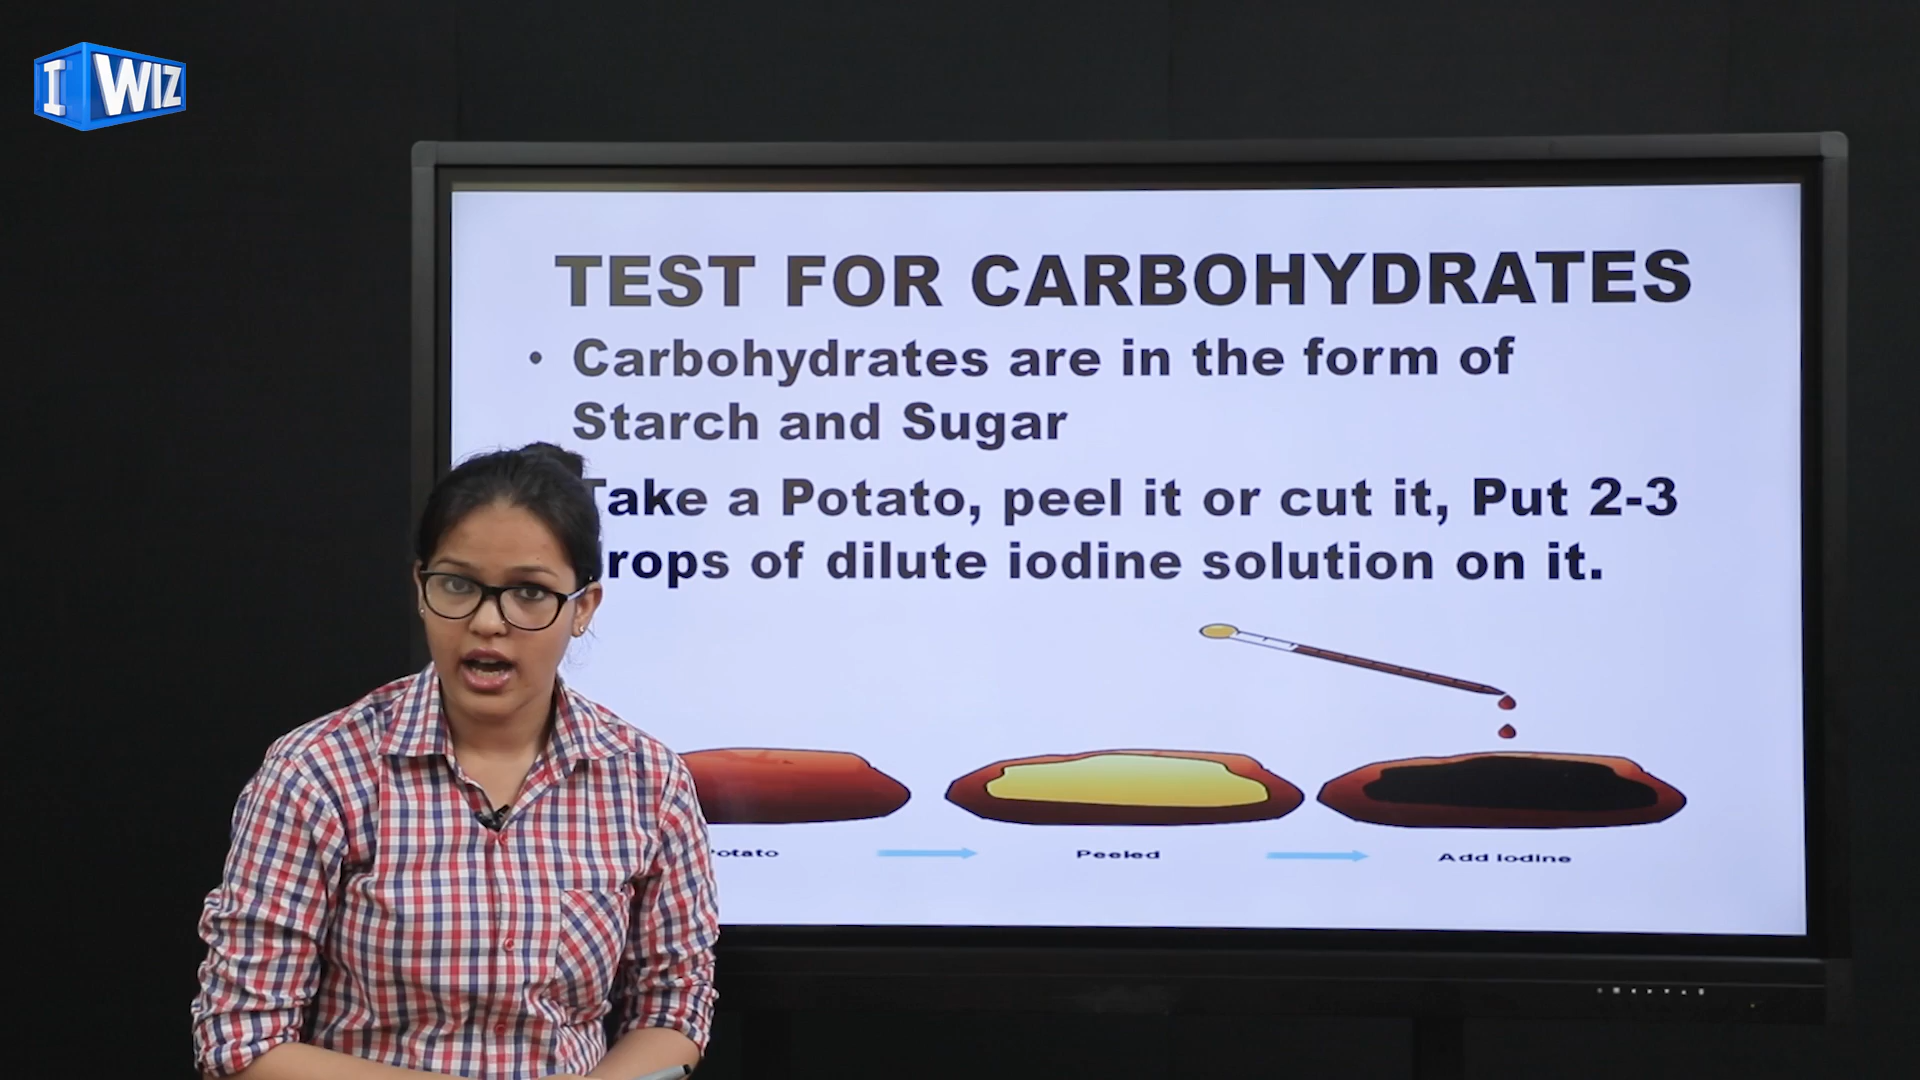 I WIZ
TEST FOR CARBOHYDRATES
• Carbohydrates are in the form of
Starch and Sugar
Take a Potato, peel it or cut it, Put 2-3
rops of dilute iodine solution on it.
otato
Peeled
Add Iodine